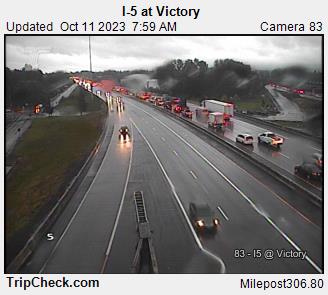 I-5 at Victory
Updated Oct 11 2023 7:59 AM Camera 83
S
83 - I5 @ Victory
TripCheck.com Milepost306.80